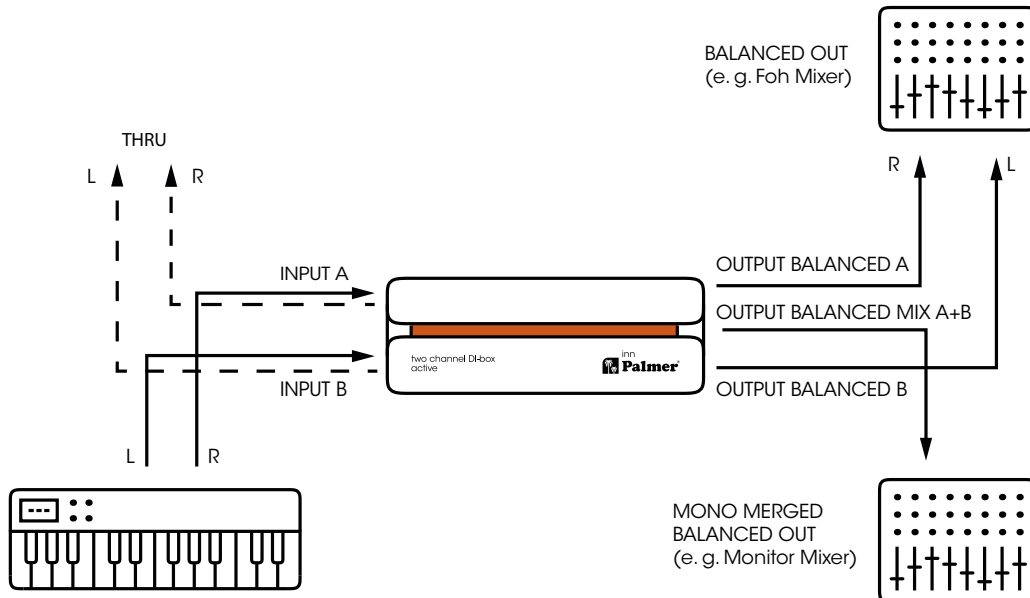 BALANCED OUT
(e. g. Foh Mixer)
THRU
L
R
R
L
INPUT A
OUTPUT BALANCED A
OUTPUT BALANCED MIX A+B
two channel DI-box
active
inn
Palmer®
INPUT B
OUTPUT BALANCED B
L
R
---
MONO MERGED
BALANCED OUT
(e. g. Monitor Mixer)